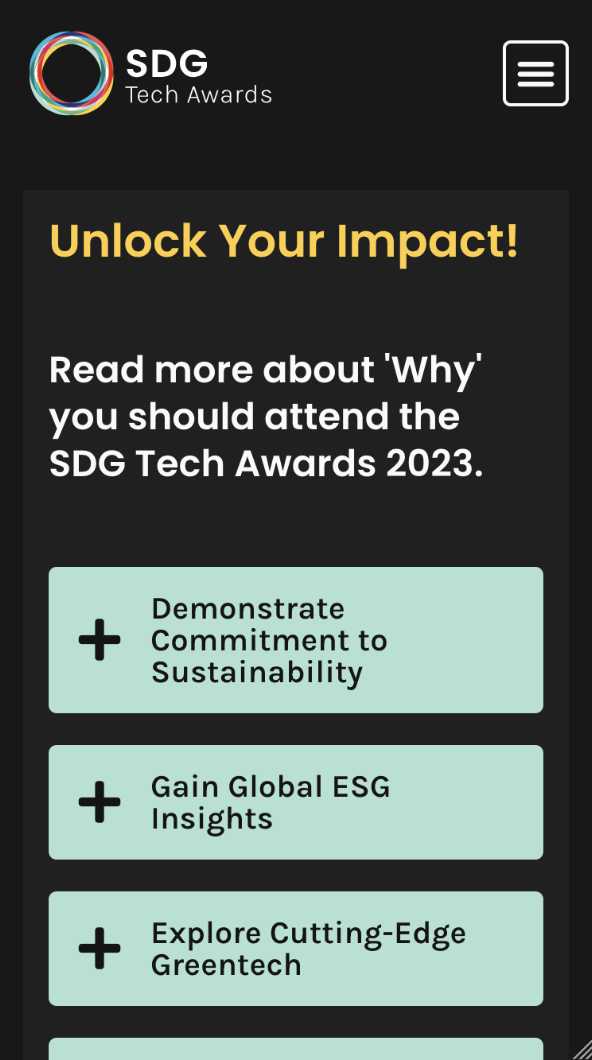 SDG
Tech Awards
Unlock Your Impact!
Read more about 'Why'
you should attend the
SDG Tech Awards 2023.
Demonstrate
Commitment to
Sustainability
Gain Global ESG
Insights
Explore Cutting-Edge
Greentech